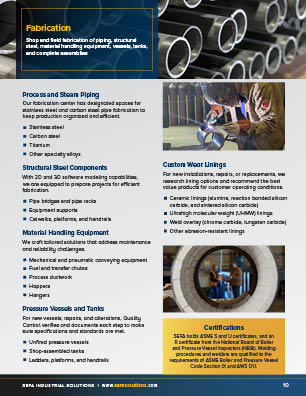 Fabrication
Shop and field fabrication of piping, structural
steel, material handling equipment, vessels, tanks,
and complete assemblies
Process and Steam Piping
Our fabrication center has designated spaces for
stainless steel and carbon steel pipe fabrication to
keep production organized and efficient.
Stainless steel
Carbon steel
Titanium
Other specialty alloys
Structural Steel Components
With 2D and 3D software modeling capabilities,
we are equipped to prepare projects for efficient
fabrication.
Pipe bridges and pipe racks
Equipment supports
Catwalks, platforms, and handrails
Material Handling Equipment
We craft tailored solutions that address maintenance
and reliability challenges.
Mechanical and pneumatic conveying equipment
Fuel and transfer chutes
Process ductwork
Hoppers
Hangers
Pressure Vessels and Tanks
For new vessels, repairs, and alterations, Quality
Control verifies and documents each step to make
sure specifications and standards are met.
Unfired pressure vessels
Shop-assembled tanks
Ladders, platforms, and handrails
Custom Wear Linings
For new installations, repairs, or replacements, we
research lining options and recommend the best
value products for customer operating conditions.
Ceramic linings (alumina, reaction bonded silicon
carbide, and sintered silicon carbide)
Ultrahigh molecular weight (UHMW) linings
Weld overlay (chrome carbide, tungsten carbide)
Other abrasion-resistant linings
Certifications
SEFA holds ASME S and U certificates, and an
R certificate from the National Board of Boiler
and Pressure Vessel Inspectors (NBBI). Welding
procedures and welders are qualified to the
requirements of ASME Boiler and Pressure Vessel
Code Section IX and AWS D1.1.
SEFA INDUSTRIAL SOLUTIONS | www.sefasolutions.com
10